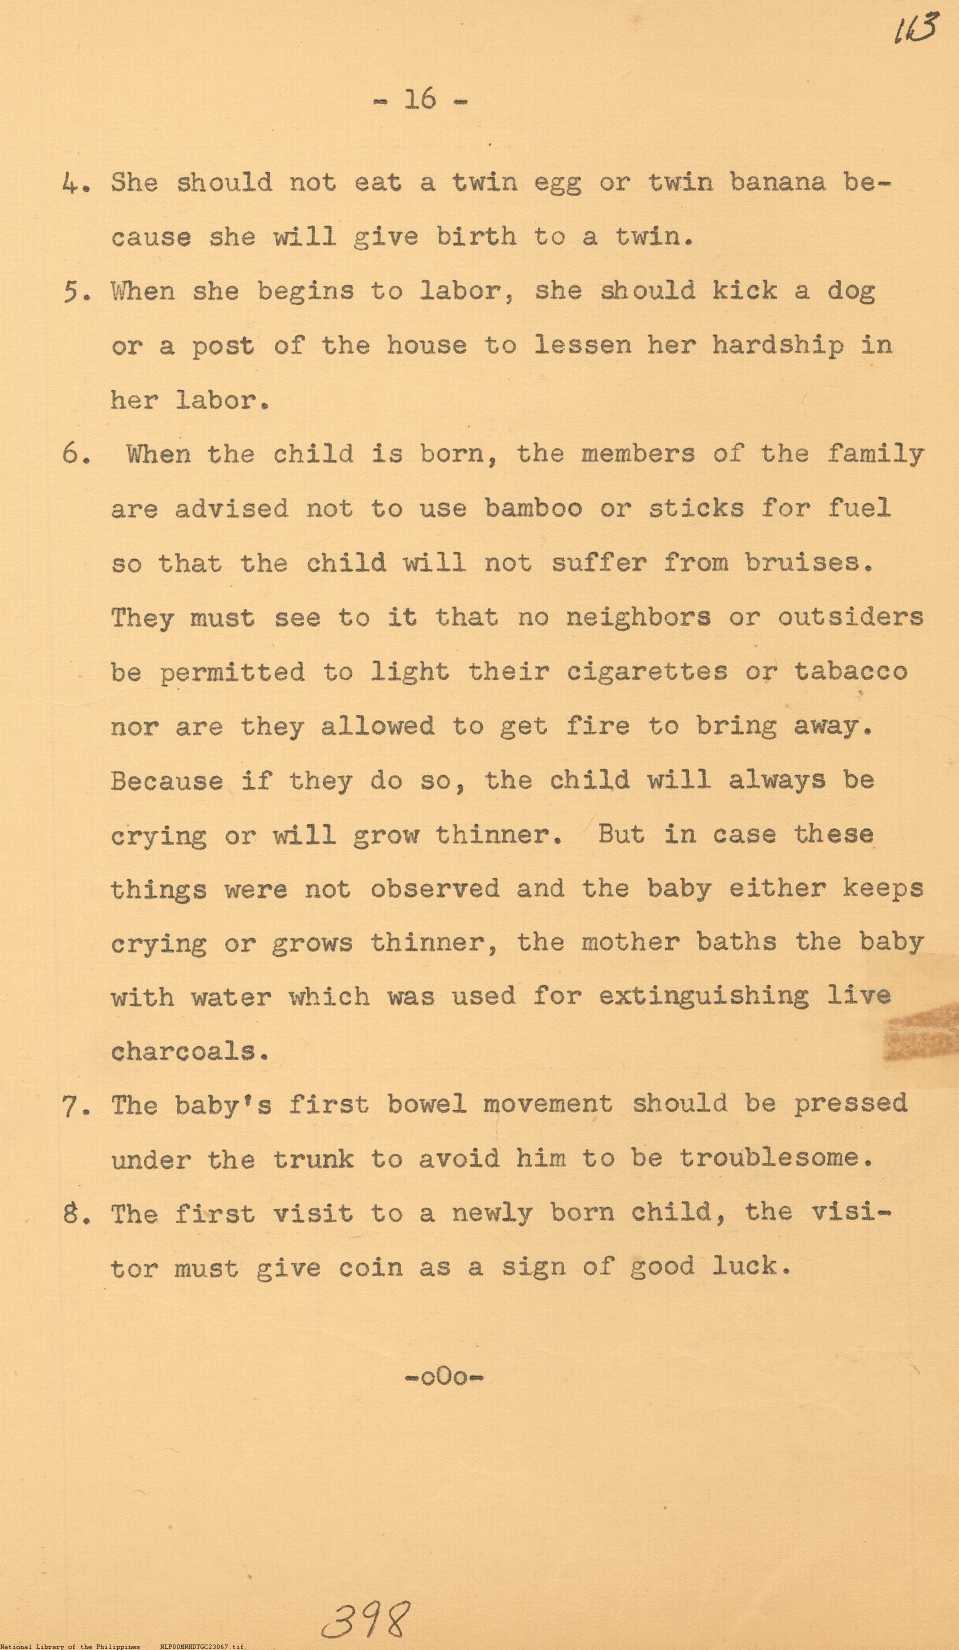 163
- 16 -
4. She should not eat a twin egg or twin banana be-
cause she will give birth to a twin.
5. When she begins to labor, she should kick a dog
or a post of the house to lessen her hardship in
her labor.
6. When the child is born, the members of the family
are advised not to use bamboo or sticks for fuel
so that the child will not suffer from bruises.
They must see to it that no neighbors or outsiders
be permitted to light their cigarettes or tabacco
nor are they allowed to get fire to bring away.
Because if they do so, the child will always be
crying or will grow thinner. But in case these
things were not observed and the baby either keeps
crying or grows thinner, the mother baths the baby
with water which was used for extinguishing live
charcoals.
7. The baby's first bowel movement should be pressed
under the trunk to avoid him to be troublesome.
8. The first visit to a newly born child, the visi-
tor must give coin as a sign of good luck.
-oOo-
398
National Library of the Philippines NLPOOMNHDTGC23067.tif